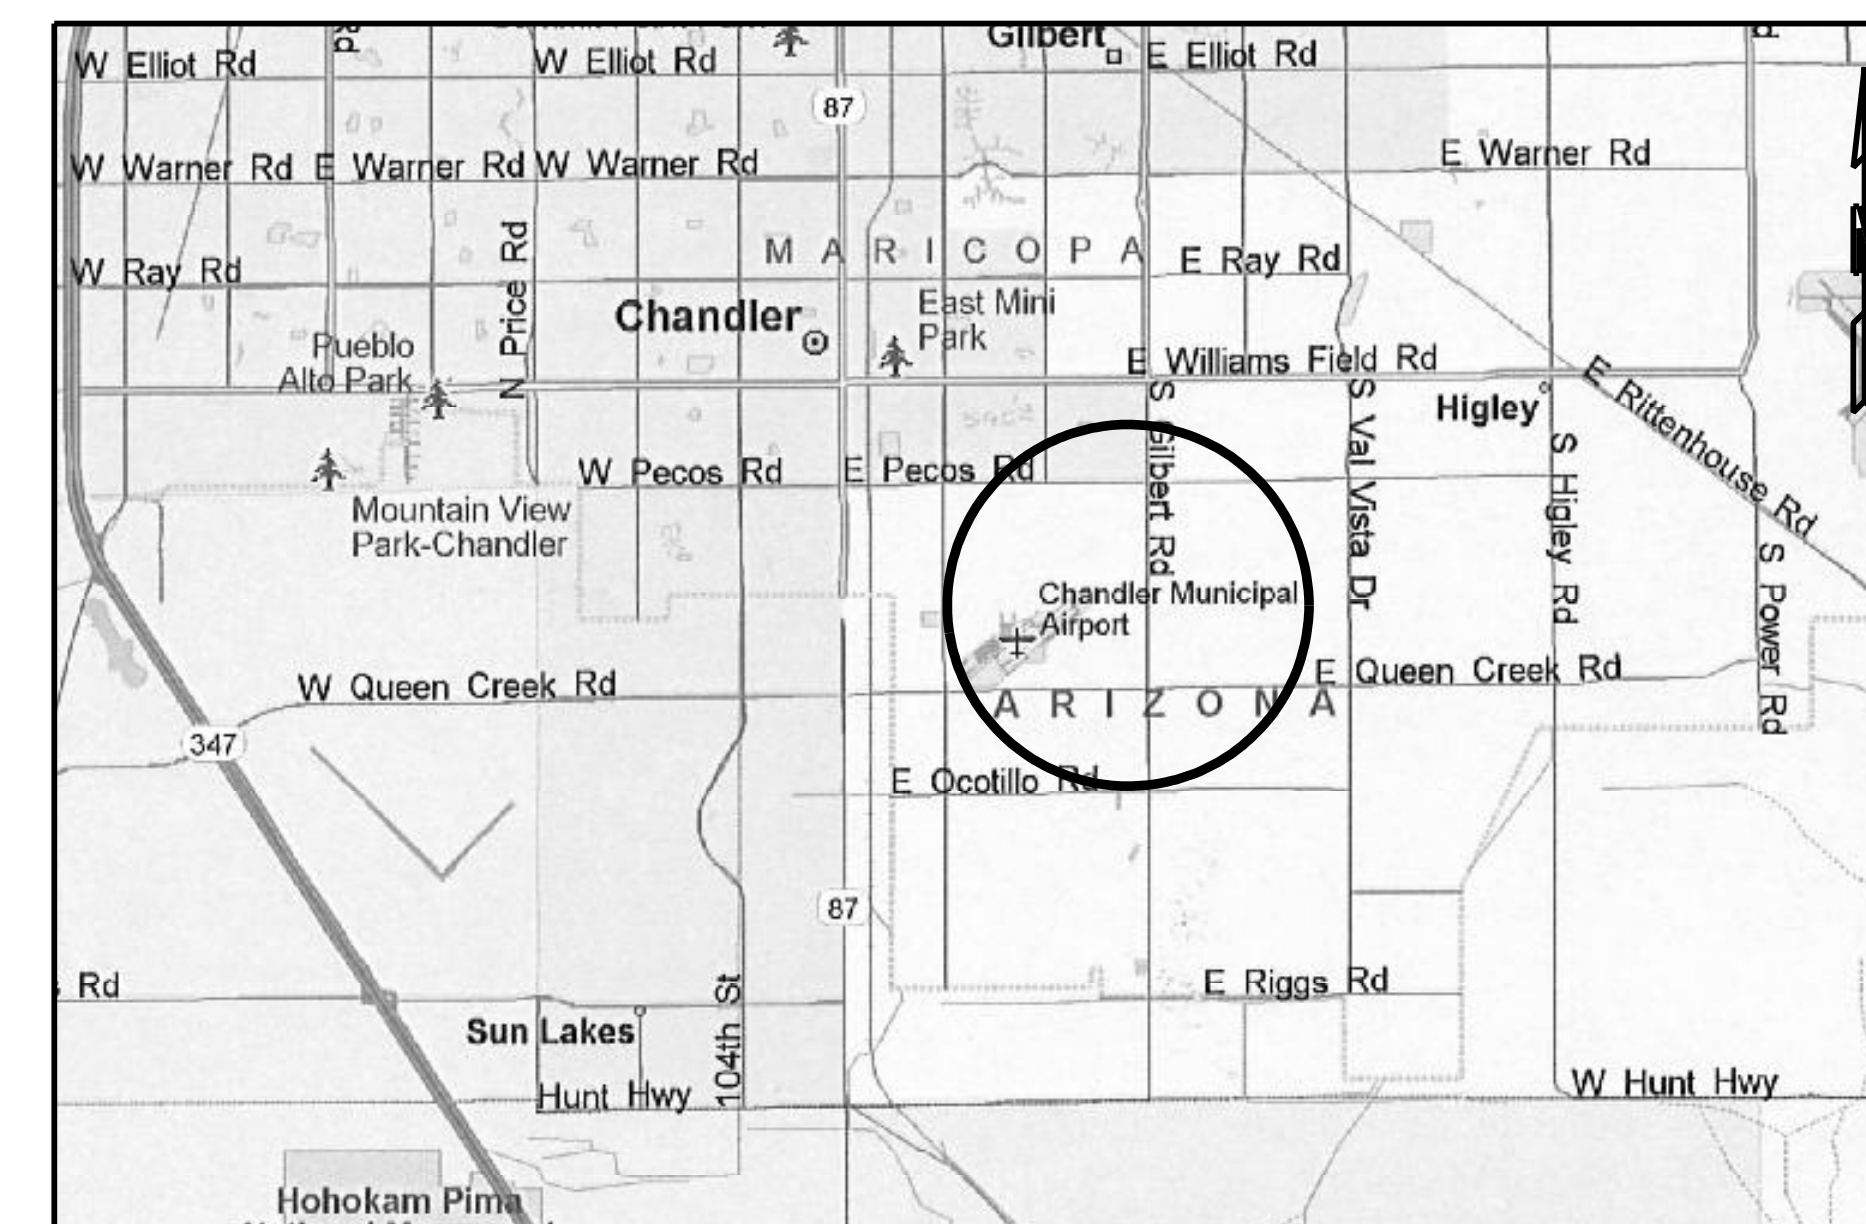 Gilbert
W Elliot Rd
W Elliot Rd
E Elliot Rd
87
W Warner Rd
E Warner Rd
W Warner Rd
E Warner Rd
N Price Rd
MARICOPA
W Ray Rd
E Ray Rd
Chandler
East Mini
Park
Pueblo
Alto Park
E Williams Field Rd
Higley
E Rittenhouse Rd
S Gilbert Rd
S Val Vista Dr
S Higley Rd
W Pecos Rd
E Pecos Rd
Mountain View
Park-Chandler
S Power Rd
Chandler Municipal
Airport
W Queen Creek Rd
E Queen Creek Rd
ARIZONA
347
E Ocotillo Rd
87
Rd
E Riggs Rd
104th St
Sun Lakes
Hunt Hwy
W Hunt Hwy
Hohokam Pima